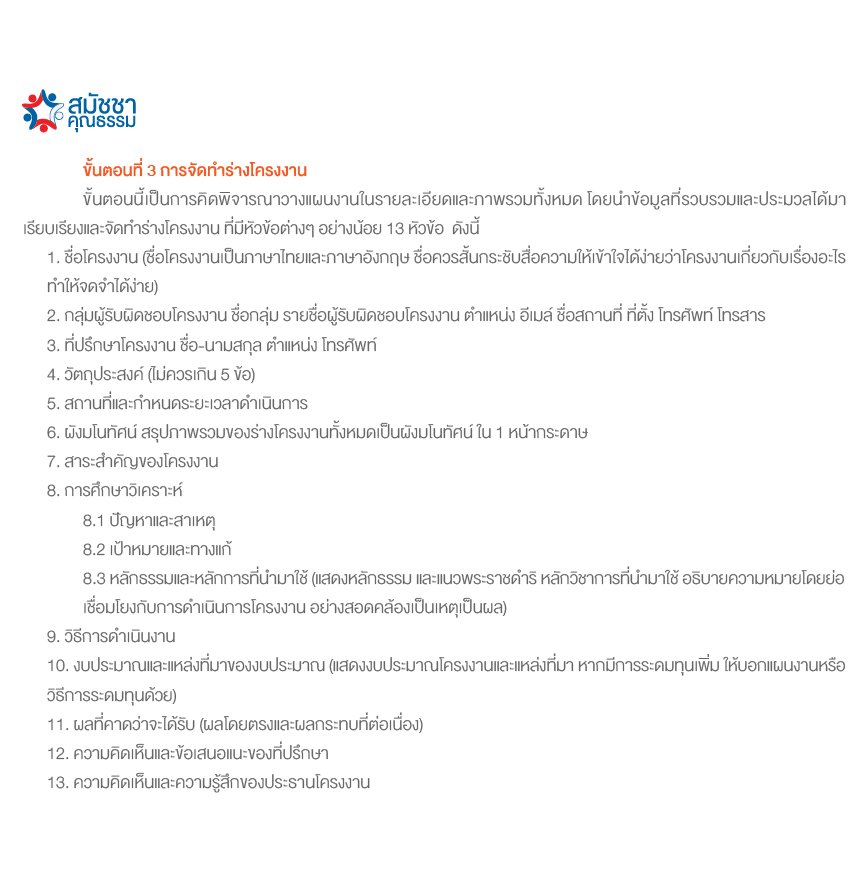 สมัชชา
คุณธรรม
ขั้นตอนที่ 3 การจัดทำร่างโครงงาน
ขั้นตอนนี้เป็นการคิดพิจารณาวางแผนงานในรายละเอียดและภาพรวมทั้งหมด โดยนำข้อมูลที่รวบรวมและประมวลได้มา
เรียบเรียงและจัดทำร่างโครงงาน ที่มีหัวข้อต่างๆ อย่างน้อย 13 หัวข้อ ดังนี้
1. ชื่อโครงงาน (ชื่อโครงงานเป็นภาษาไทยและภาษาอังกฤษ ชื่อควรสั้นกระชับสื่อความให้เข้าใจได้ง่ายว่าโครงงานเกี่ยวกับเรื่องอะไร
ทำให้จดจำได้ง่าย)
2. กลุ่มผู้รับผิดชอบโครงงาน ชื่อกลุ่ม รายชื่อผู้รับผิดชอบโครงงาน ตำแหน่ง อีเมล์ ชื่อสถานที่ ที่ตั้ง โทรศัพท์ โทรสาร
3. ที่ปรึกษาโครงงาน ชื่อ-นามสกุล ตำแหน่ง โทรศัพท์
4. วัตถุประสงค์ (ไม่ควรเกิน 5 ข้อ)
5. สถานที่และกำหนดระยะเวลาดำเนินการ
6. ผังมโนทัศน์ สรุปภาพรวมของร่างโครงงานทั้งหมดเป็นผังมโนทัศน์ ใน 1 หน้ากระดาษ
7. สาระสำคัญของโครงงาน
8. การศึกษาวิเคราะห์
8.1 ปัญหาและสาเหตุ
8.2 เป้าหมายและทางแก้
8.3 หลักธรรมและหลักการที่นำมาใช้ (แสดงหลักธรรม และแนวพระราชดำริ หลักวิชาการที่นำมาใช้ อธิบายความหมายโดยย่อ
เชื่อมโยงกับการดำเนินการโครงงาน อย่างสอดคล้องเป็นเหตุเป็นผล)
9. วิธีการดำเนินงาน
10. งบประมาณและแหล่งที่มาของงบประมาณ (แสดงงบประมาณโครงงานและแหล่งที่มา หากมีการระดมทุนเพิ่ม ให้บอกแผนงานหรือ
วิธีการระดมทุนด้วย)
11. ผลที่คาดว่าจะได้รับ (ผลโดยตรงและผลกระทบที่ต่อเนื่อง)
12. ความคิดเห็นและข้อเสนอแนะของที่ปรึกษา
13. ความคิดเห็นและความรู้สึกของประธานโครงงาน